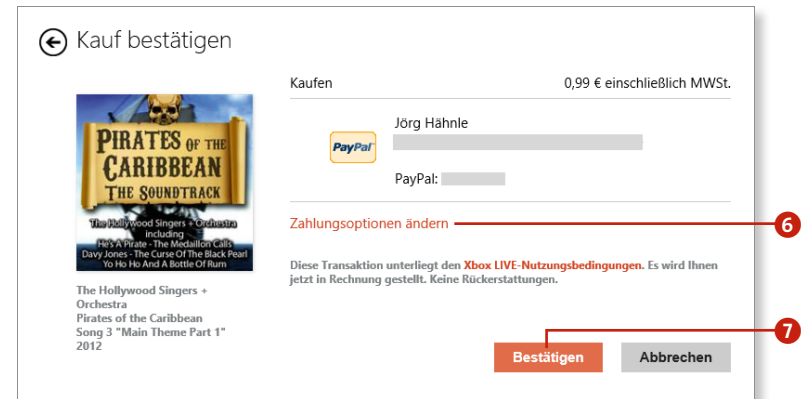 Kauf bestätigen
Kaufen 0,99 € einschließlich MWSt.
PIRATES OF THE
CARIBBEAN
THE SOUNDTRACK
The Hollywood Singers + Orchestra
including
He's A Pirate - The Medaillon Calls
Davy Jones - The Curse Of The Black Pearl
Yo Ho Ho And A Bottle Of Rum
The Hollywood Singers +
Orchestra
Pirates of the Caribbean
Song 3 "Main Theme Part 1"
2012
Jörg Hähnle
PayPal
PayPal:
Zahlungsoptionen ändern 6
Diese Transaktion unterliegt den Xbox LIVE-Nutzungsbedingungen. Es wird Ihnen
jetzt in Rechnung gestellt. Keine Rückerstattungen.
7
Bestätigen Abbrechen